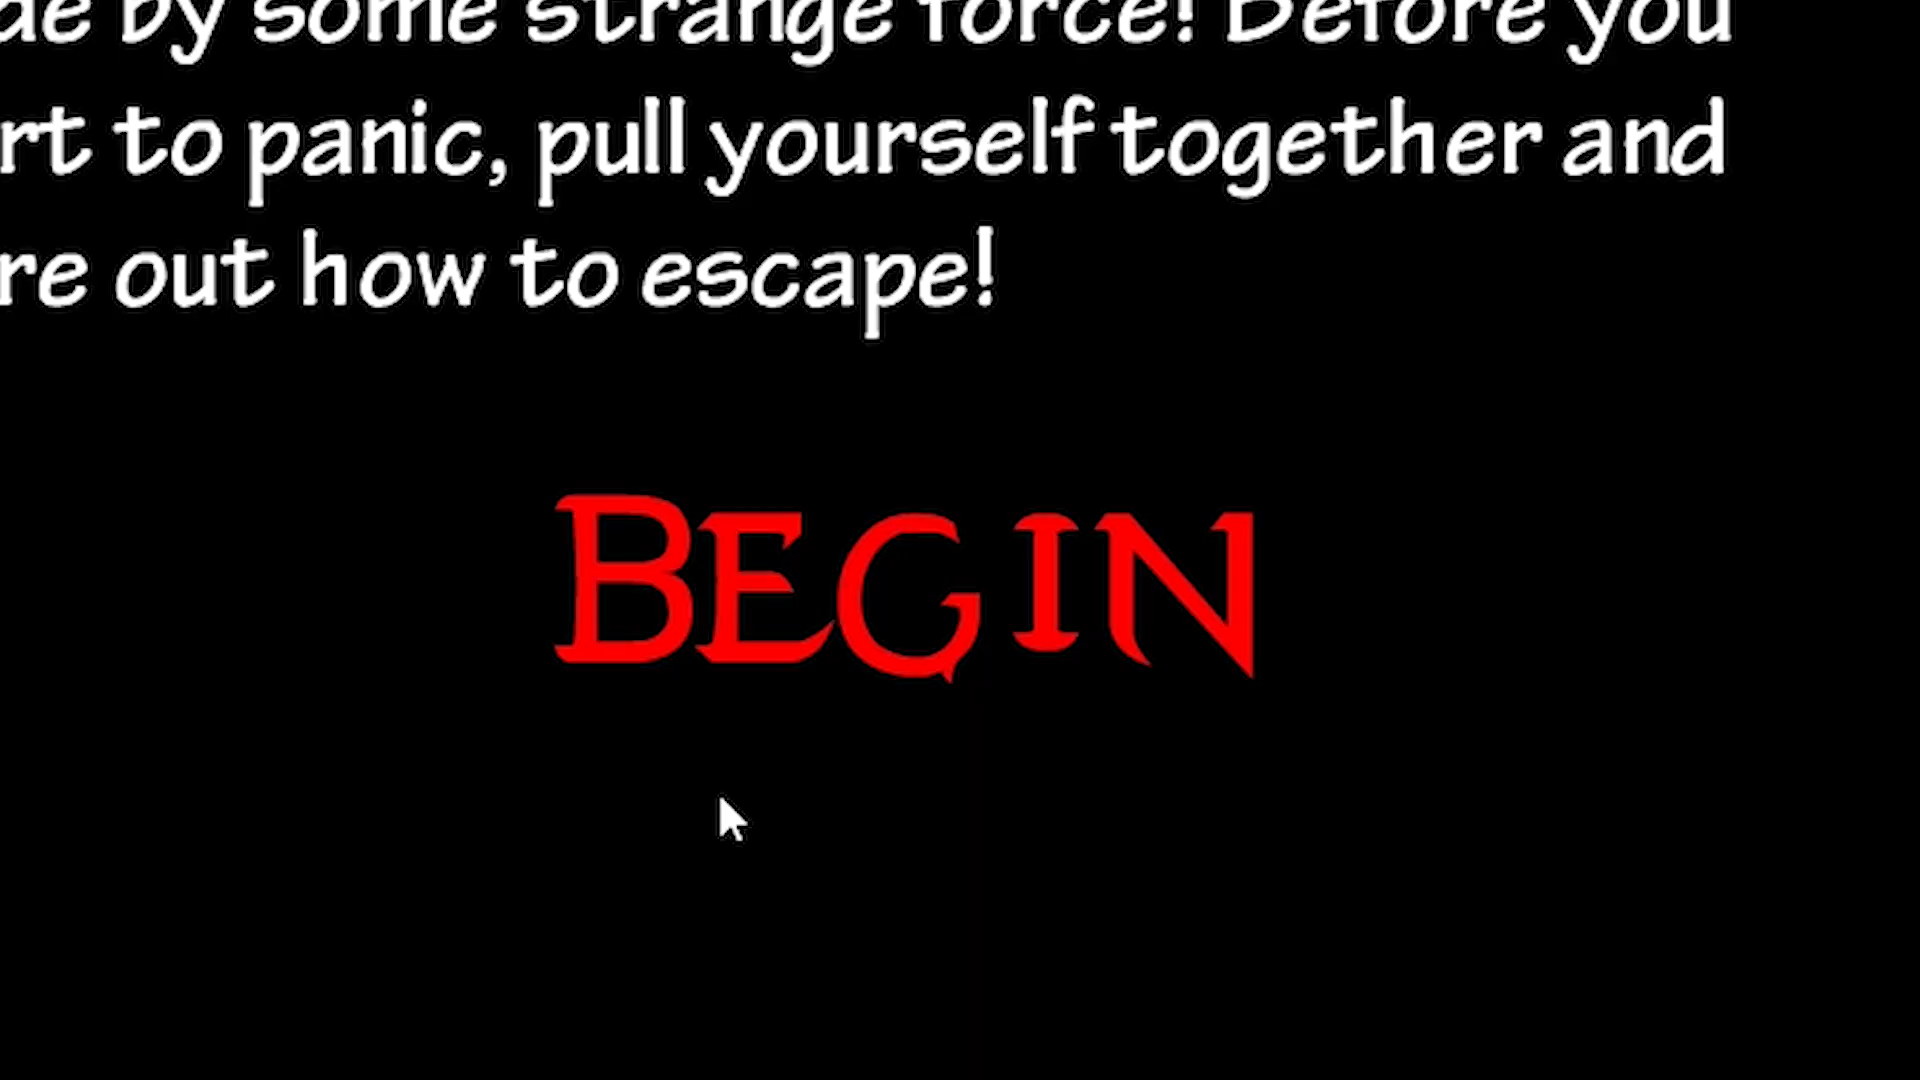 de by some strange force! Before you
rt to panic, pull yourself together and
re out how to escape!
BEGIN